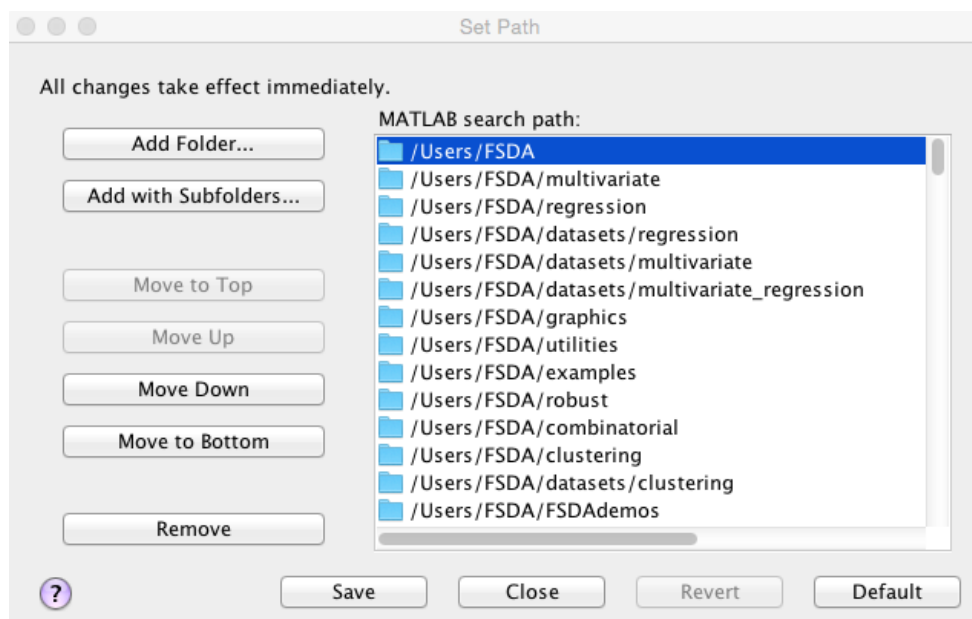 Set Path
All changes take effect immediately.
MATLAB search path:
Add Folder...
Add with Subfolders...
Move to Top
Move Up
Move Down
Move to Bottom
Remove
/Users/FSDA
/Users/FSDA/multivariate
/Users/FSDA/regression
/Users/FSDA/datasets/regression
/Users/FSDA/datasets/multivariate
/Users/FSDA/datasets/multivariate_regression
/Users/FSDA/graphics
/Users/FSDA/utilities
/Users/FSDA/examples
/Users/FSDA/robust
/Users/FSDA/combinatorial
/Users/FSDA/clustering
/Users/FSDA/datasets/clustering
/Users/FSDA/FSDAdemos
?
Save
Close
Revert
Default